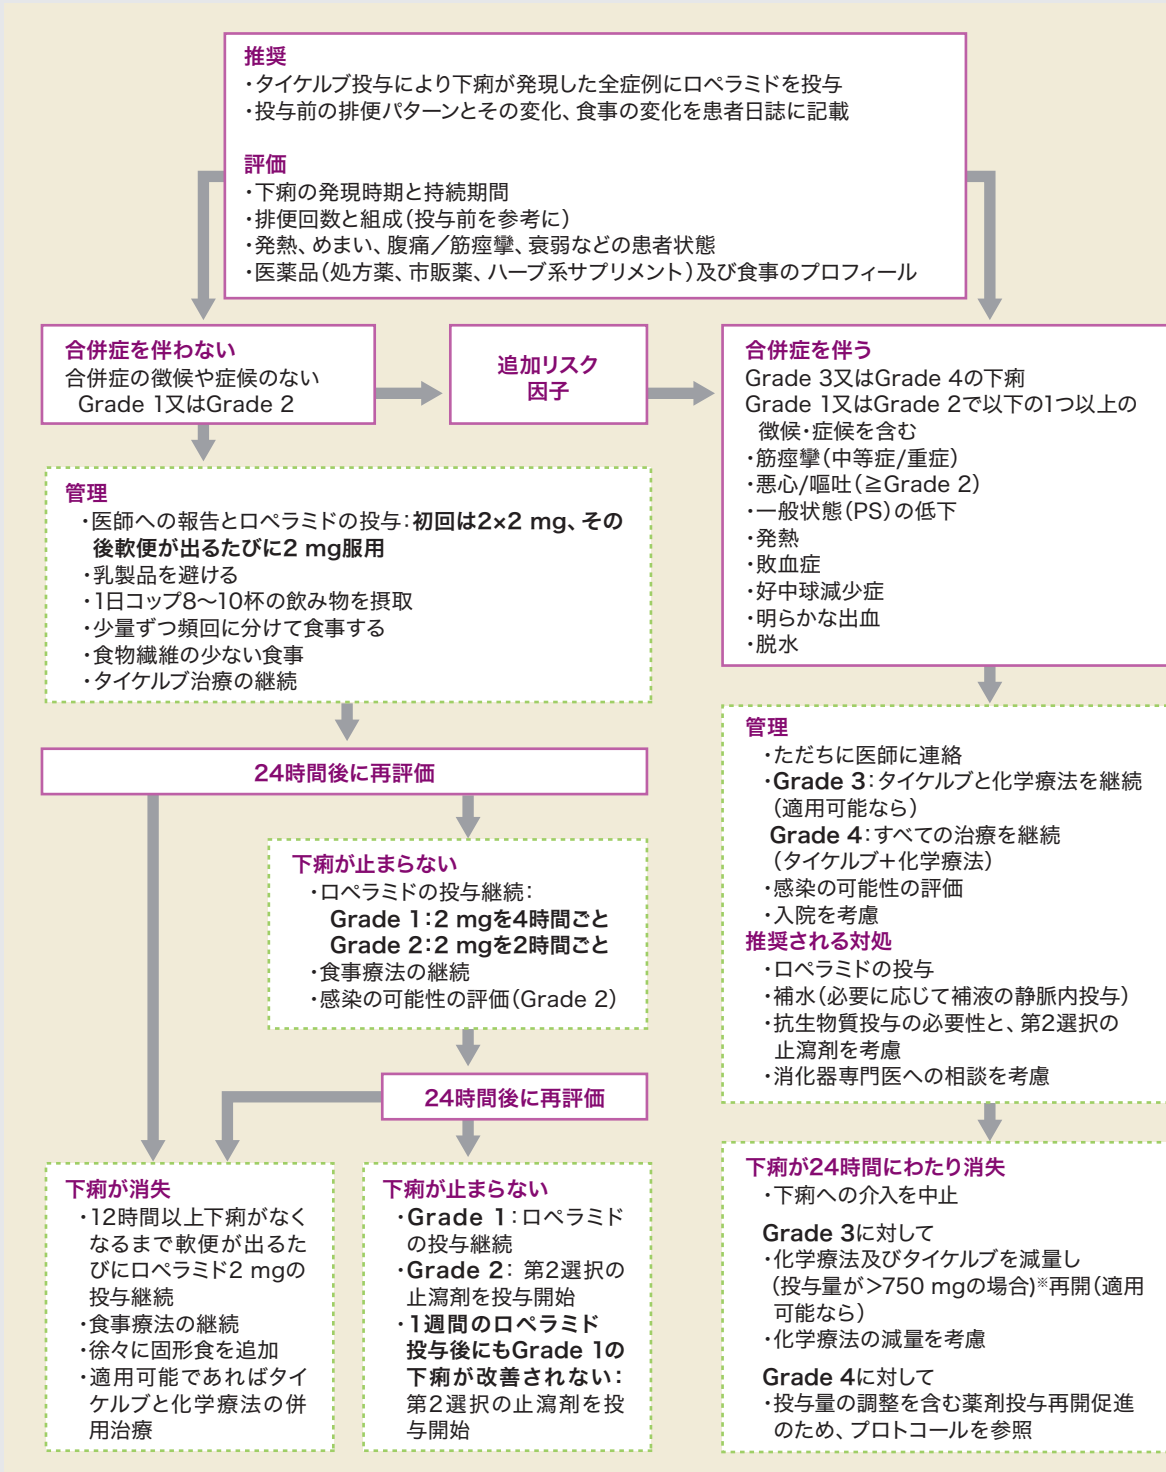 推奨
・タイケルブ投与により下痢が発現した全症例にロペラミドを投与
・投与前の排便パターンとその変化、食事の変化を患者日誌に記載
評価
・下痢の発現時期と持続期間
・排便回数と組成（投与前を参考に）
・発熱、めまい、腹痛／筋痙攣、衰弱などの患者状態
・医薬品（処方薬、市販薬、ハーブ系サプリメント）及び食事のプロフィール
合併症を伴わない
合併症の徴候や症候のない
Grade 1又はGrade 2
追加リスク
因子
合併症を伴う
Grade 3又はGrade 4の下痢
Grade 1又はGrade 2で以下の1つ以上の
徴候・症候を含む
・筋痙攣（中等症/重症）
・悪心/嘔吐（≧Grade 2）
・一般状態（PS）の低下
・発熱
・敗血症
・好中球減少症
・明らかな出血
・脱水
管理
・医師への報告とロペラミドの投与：初回は2×2 mg、その
後軟便が出るたびに2 mg服用
・乳製品を避ける
・1日コップ8〜10杯の飲み物を摂取
・少量ずつ頻回に分けて食事する
・食物繊維の少ない食事
・タイケルブ治療の継続
24時間後に再評価
下痢が止まらない
・ロペラミドの投与継続：
Grade 1：2 mgを4時間ごと
Grade 2：2 mgを2時間ごと
・食事療法の継続
・感染の可能性の評価（Grade 2）
24時間後に再評価
下痢が消失
・12時間以上下痢がなく
なるまで軟便が出るた
びにロペラミド2 mgの
投与継続
・食事療法の継続
・徐々に固形食を追加
・適用可能であればタイ
ケルブと化学療法の併
用治療
下痢が止まらない
・Grade 1：ロペラミド
の投与継続
・Grade 2： 第2選択の
止瀉剤を投与開始
・1週間のロペラミド
投与後にもGrade 1の
下痢が改善されない：
第2選択の止瀉剤を投
与開始
管理
・ただちに医師に連絡
・Grade 3：タイケルブと化学療法を継続
（適用可能なら）
Grade 4：すべての治療を継続
（タイケルブ＋化学療法）
・感染の可能性の評価
・入院を考慮
推奨される対処
・ロペラミドの投与
・補水（必要に応じて補液の静脈内投与）
・抗生物質投与の必要性と、第2選択の
止瀉剤を考慮
・消化器専門医への相談を考慮
下痢が24時間にわたり消失
・下痢への介入を中止
Grade 3に対して
・化学療法及びタイケルブを減量し
（投与量が＞750 mgの場合）※再開（適用
可能なら）
・化学療法の減量を考慮
Grade 4に対して
・投与量の調整を含む薬剤投与再開促進
のため、プロトコールを参照